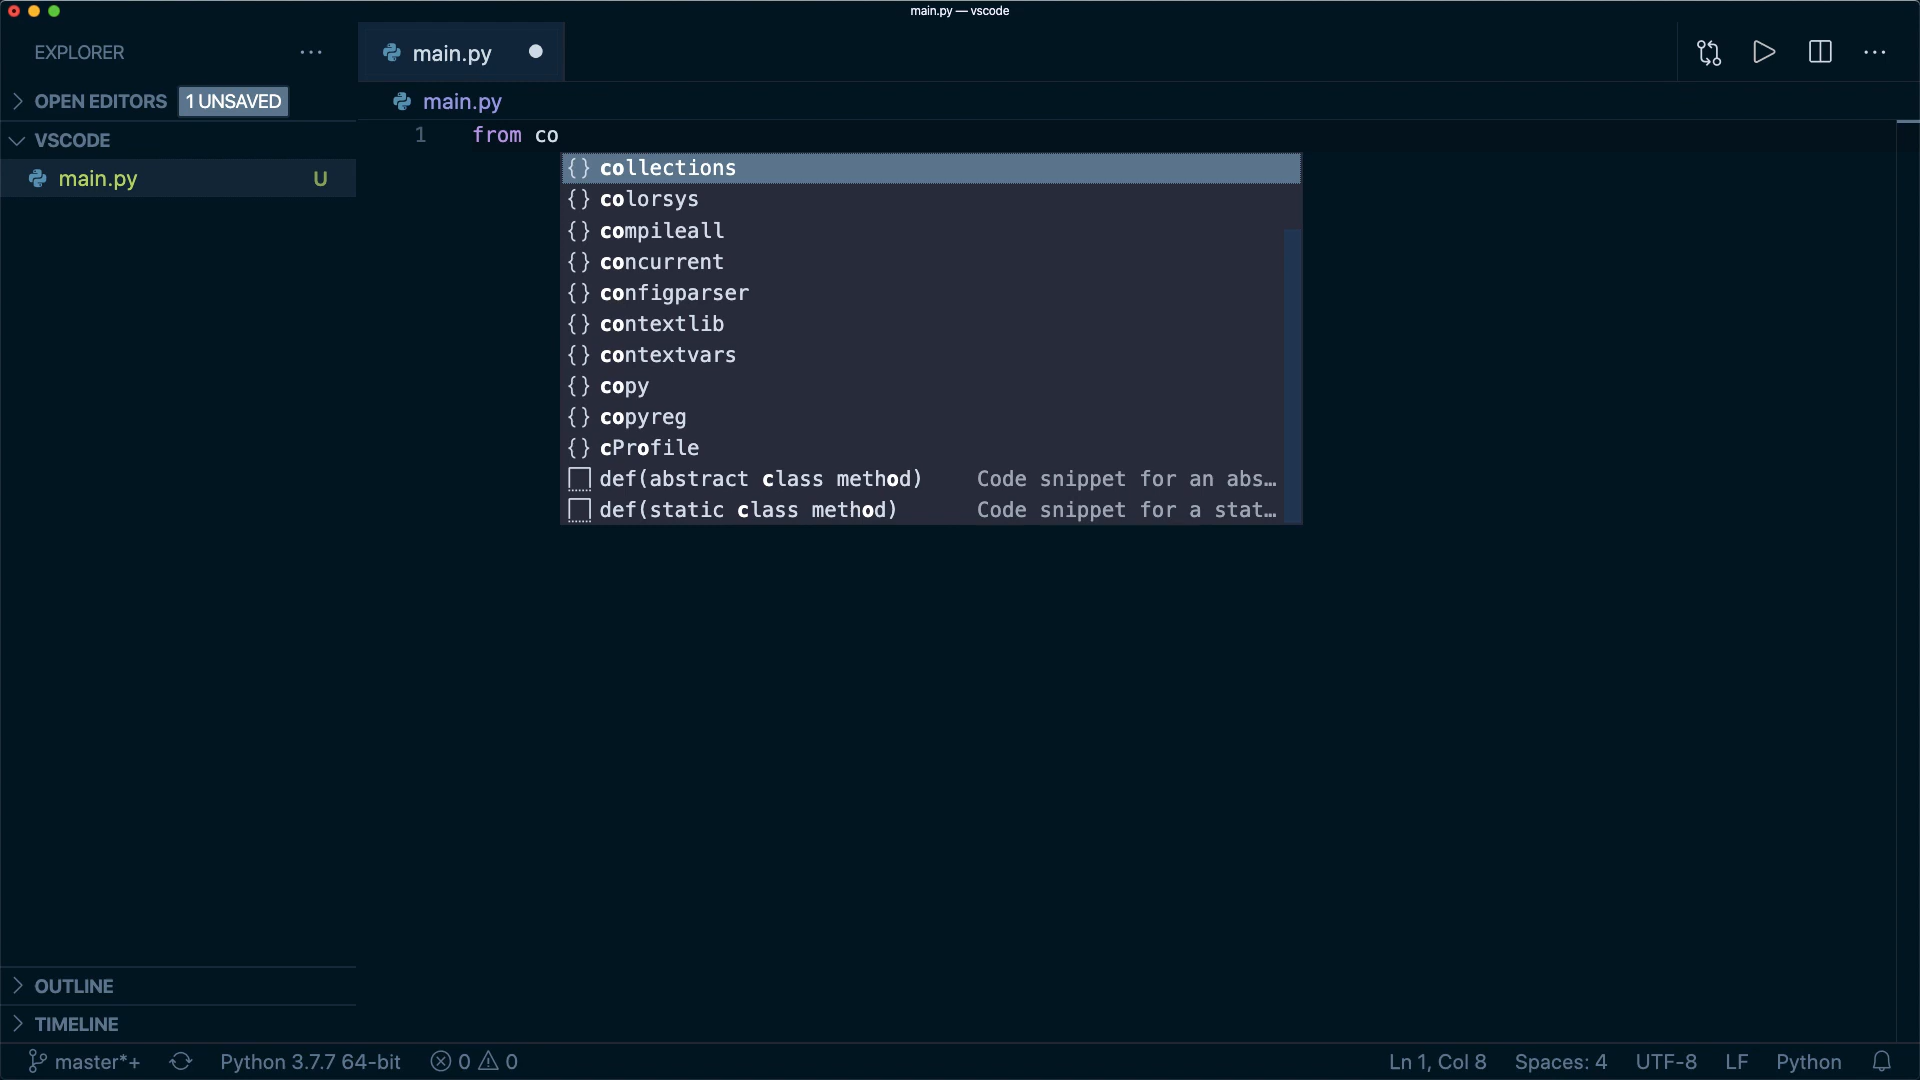 main.py — vscode
EXPLORER
main.py
OPEN EDITORS 1 UNSAVED
main.py
VSCODE
1 from co
main.py U
{} collections
{} colorsys
{} compileall
{} concurrent
{} configparser
{} contextlib
{} contextvars
{} copy
{} copyreg
{} cProfile
def(abstract class method) Code snippet for an abs…
def(static class method) Code snippet for a stat…
OUTLINE
TIMELINE
master*+ Python 3.7.7 64-bit 0 0 Ln 1, Col 8 Spaces: 4 UTF-8 LF Python